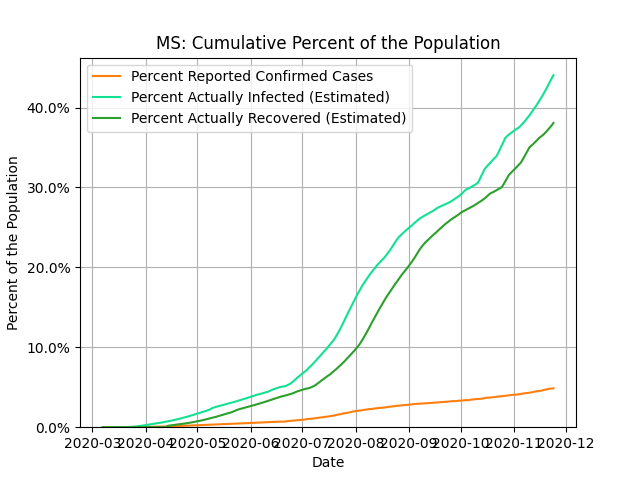 MS: Cumulative Percent of the Population
Percent Reported Confirmed Cases
Percent Actually Infected (Estimated)
Percent Actually Recovered (Estimated)
Percent of the Population
40.0%
30.0%
20.0%
10.0%
0.0%
2020-03 2020-04 2020-05 2020-06 2020-07 2020-08 2020-09 2020-10 2020-11 2020-12
Date